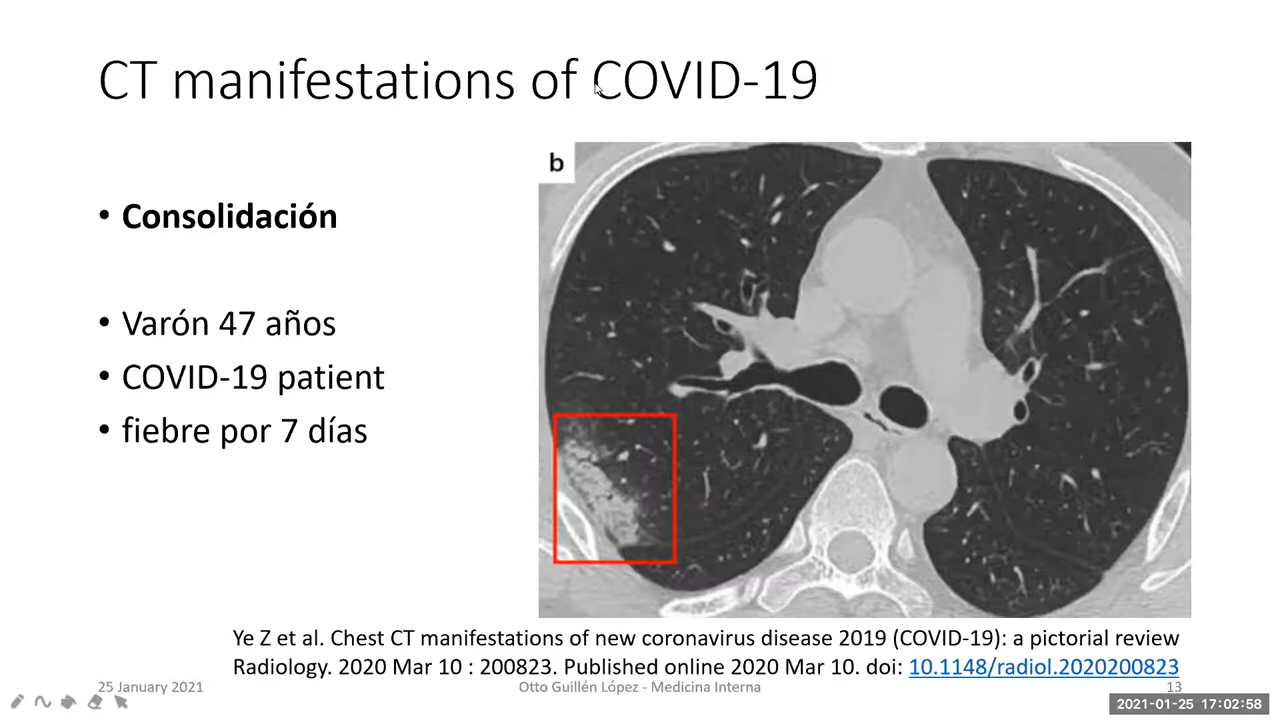 CT manifestations of COVID-19
b
• Consolidación
• Varón 47 años
• COVID-19 patient
• fiebre por 7 días
Ye Z et al. Chest CT manifestations of new coronavirus disease 2019 (COVID-19): a pictorial review
Radiology. 2020 Mar 10 : 200823. Published online 2020 Mar 10. doi: 10.1148/radiol.2020200823
25 January 2021
Otto Guillén López - Medicina Interna
13
2021-01-25 17:02:58